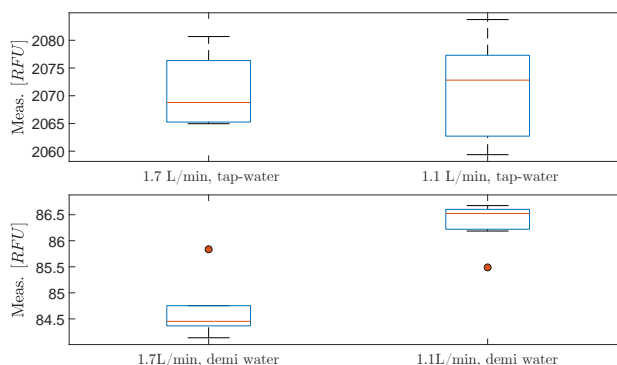 2080
2075
2070
2065
2060
Meas. [RFU]
1.7 L/min, tap-water 1.1 L/min, tap-water
86.5
86
85.5
85
84.5
Meas. [RFU]
1.7L/min, demi water 1.1L/min, demi water